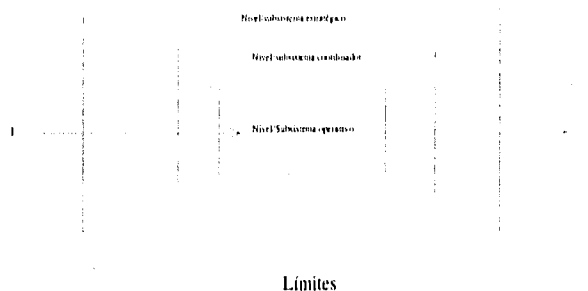 Nivel/subsistema estratégico
Nivel/subsistema coordinador
Nivel/Subsistema operativo
Límites